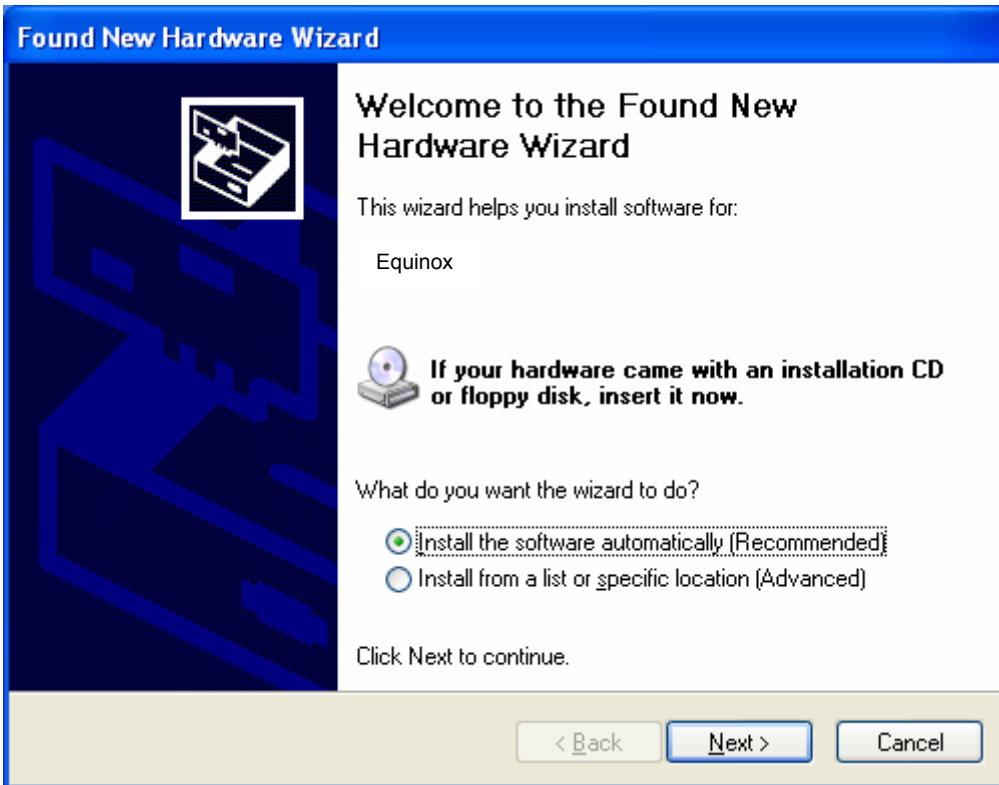 Found New Hardware Wizard
Welcome to the Found New
Hardware Wizard
This wizard helps you install software for:
Equinox
If your hardware came with an installation CD
or floppy disk, insert it now.
What do you want the wizard to do?
Install the software automatically (Recommended)
Install from a list or specific location (Advanced)
Click Next to continue.
< Back Next > Cancel